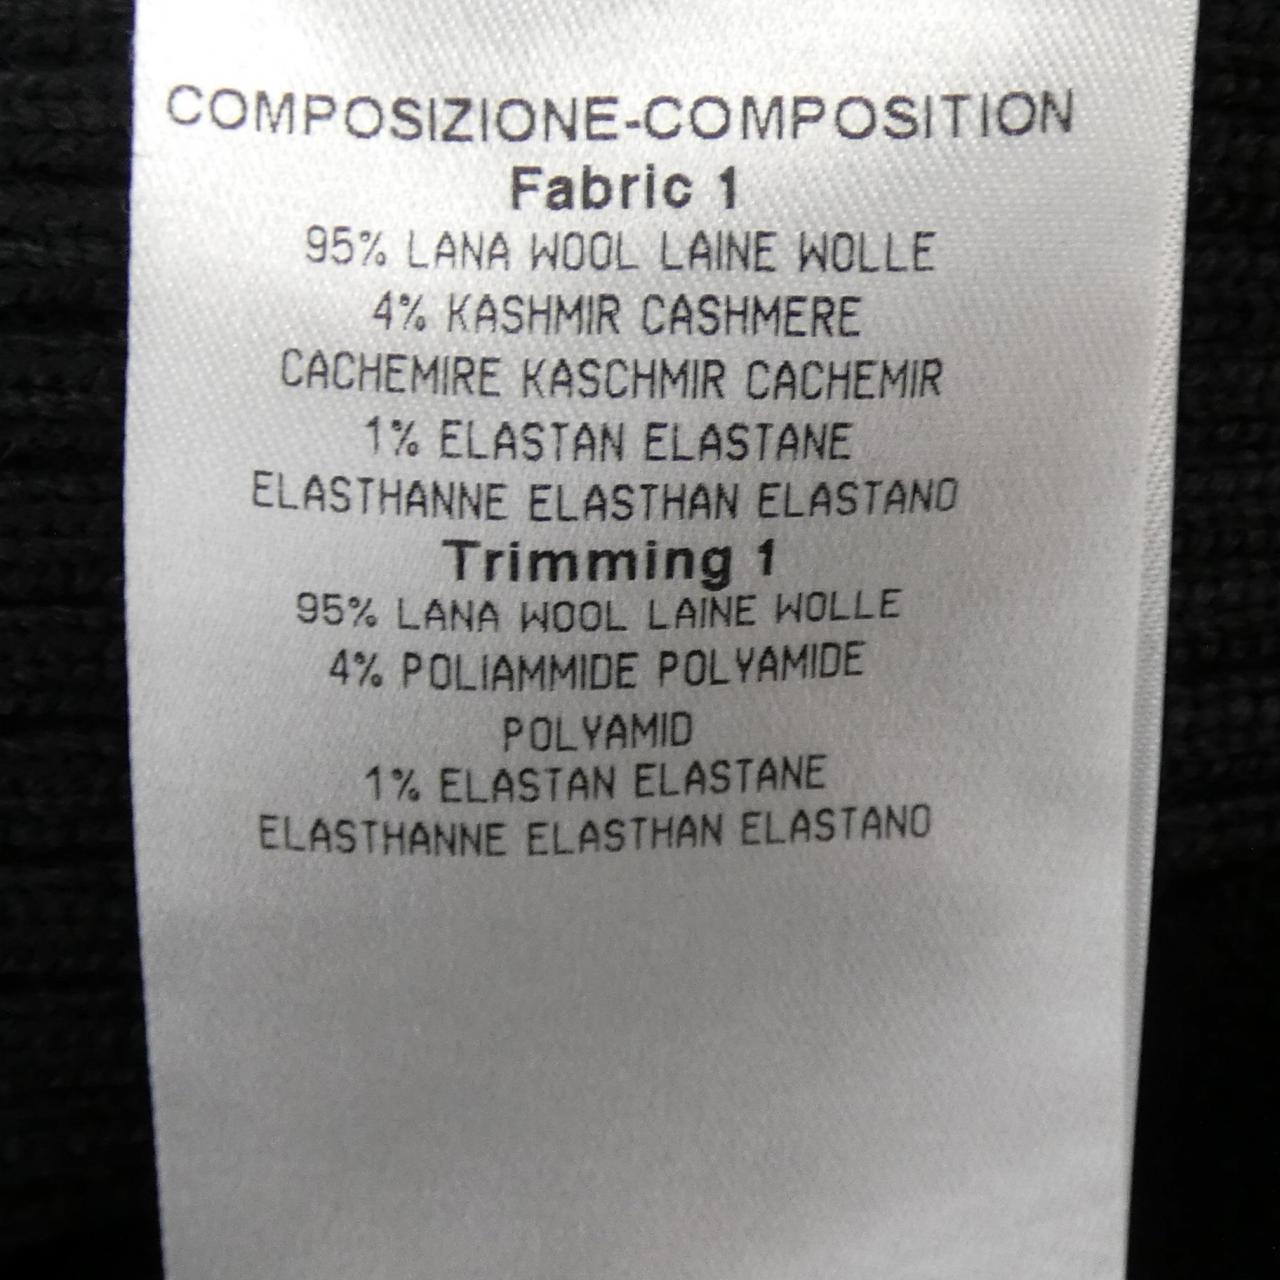 COMPOSIZIONE-COMPOSITION
Fabric 1
95% LANA WOOL LAINE WOLLE
4% KASHMIR CASHMERE
CACHEMIRE KASCHMIR CACHEMIR
1% ELASTAN ELASTANE
ELASTHANNE ELASTHAN ELASTANO
Trimming 1
95% LANA WOOL LAINE WOLLE
4% POLIAMMIDE POLYAMIDE
POLYAMID
1% ELASTAN ELASTANE
ELASTHANNE ELASTHAN ELASTANO